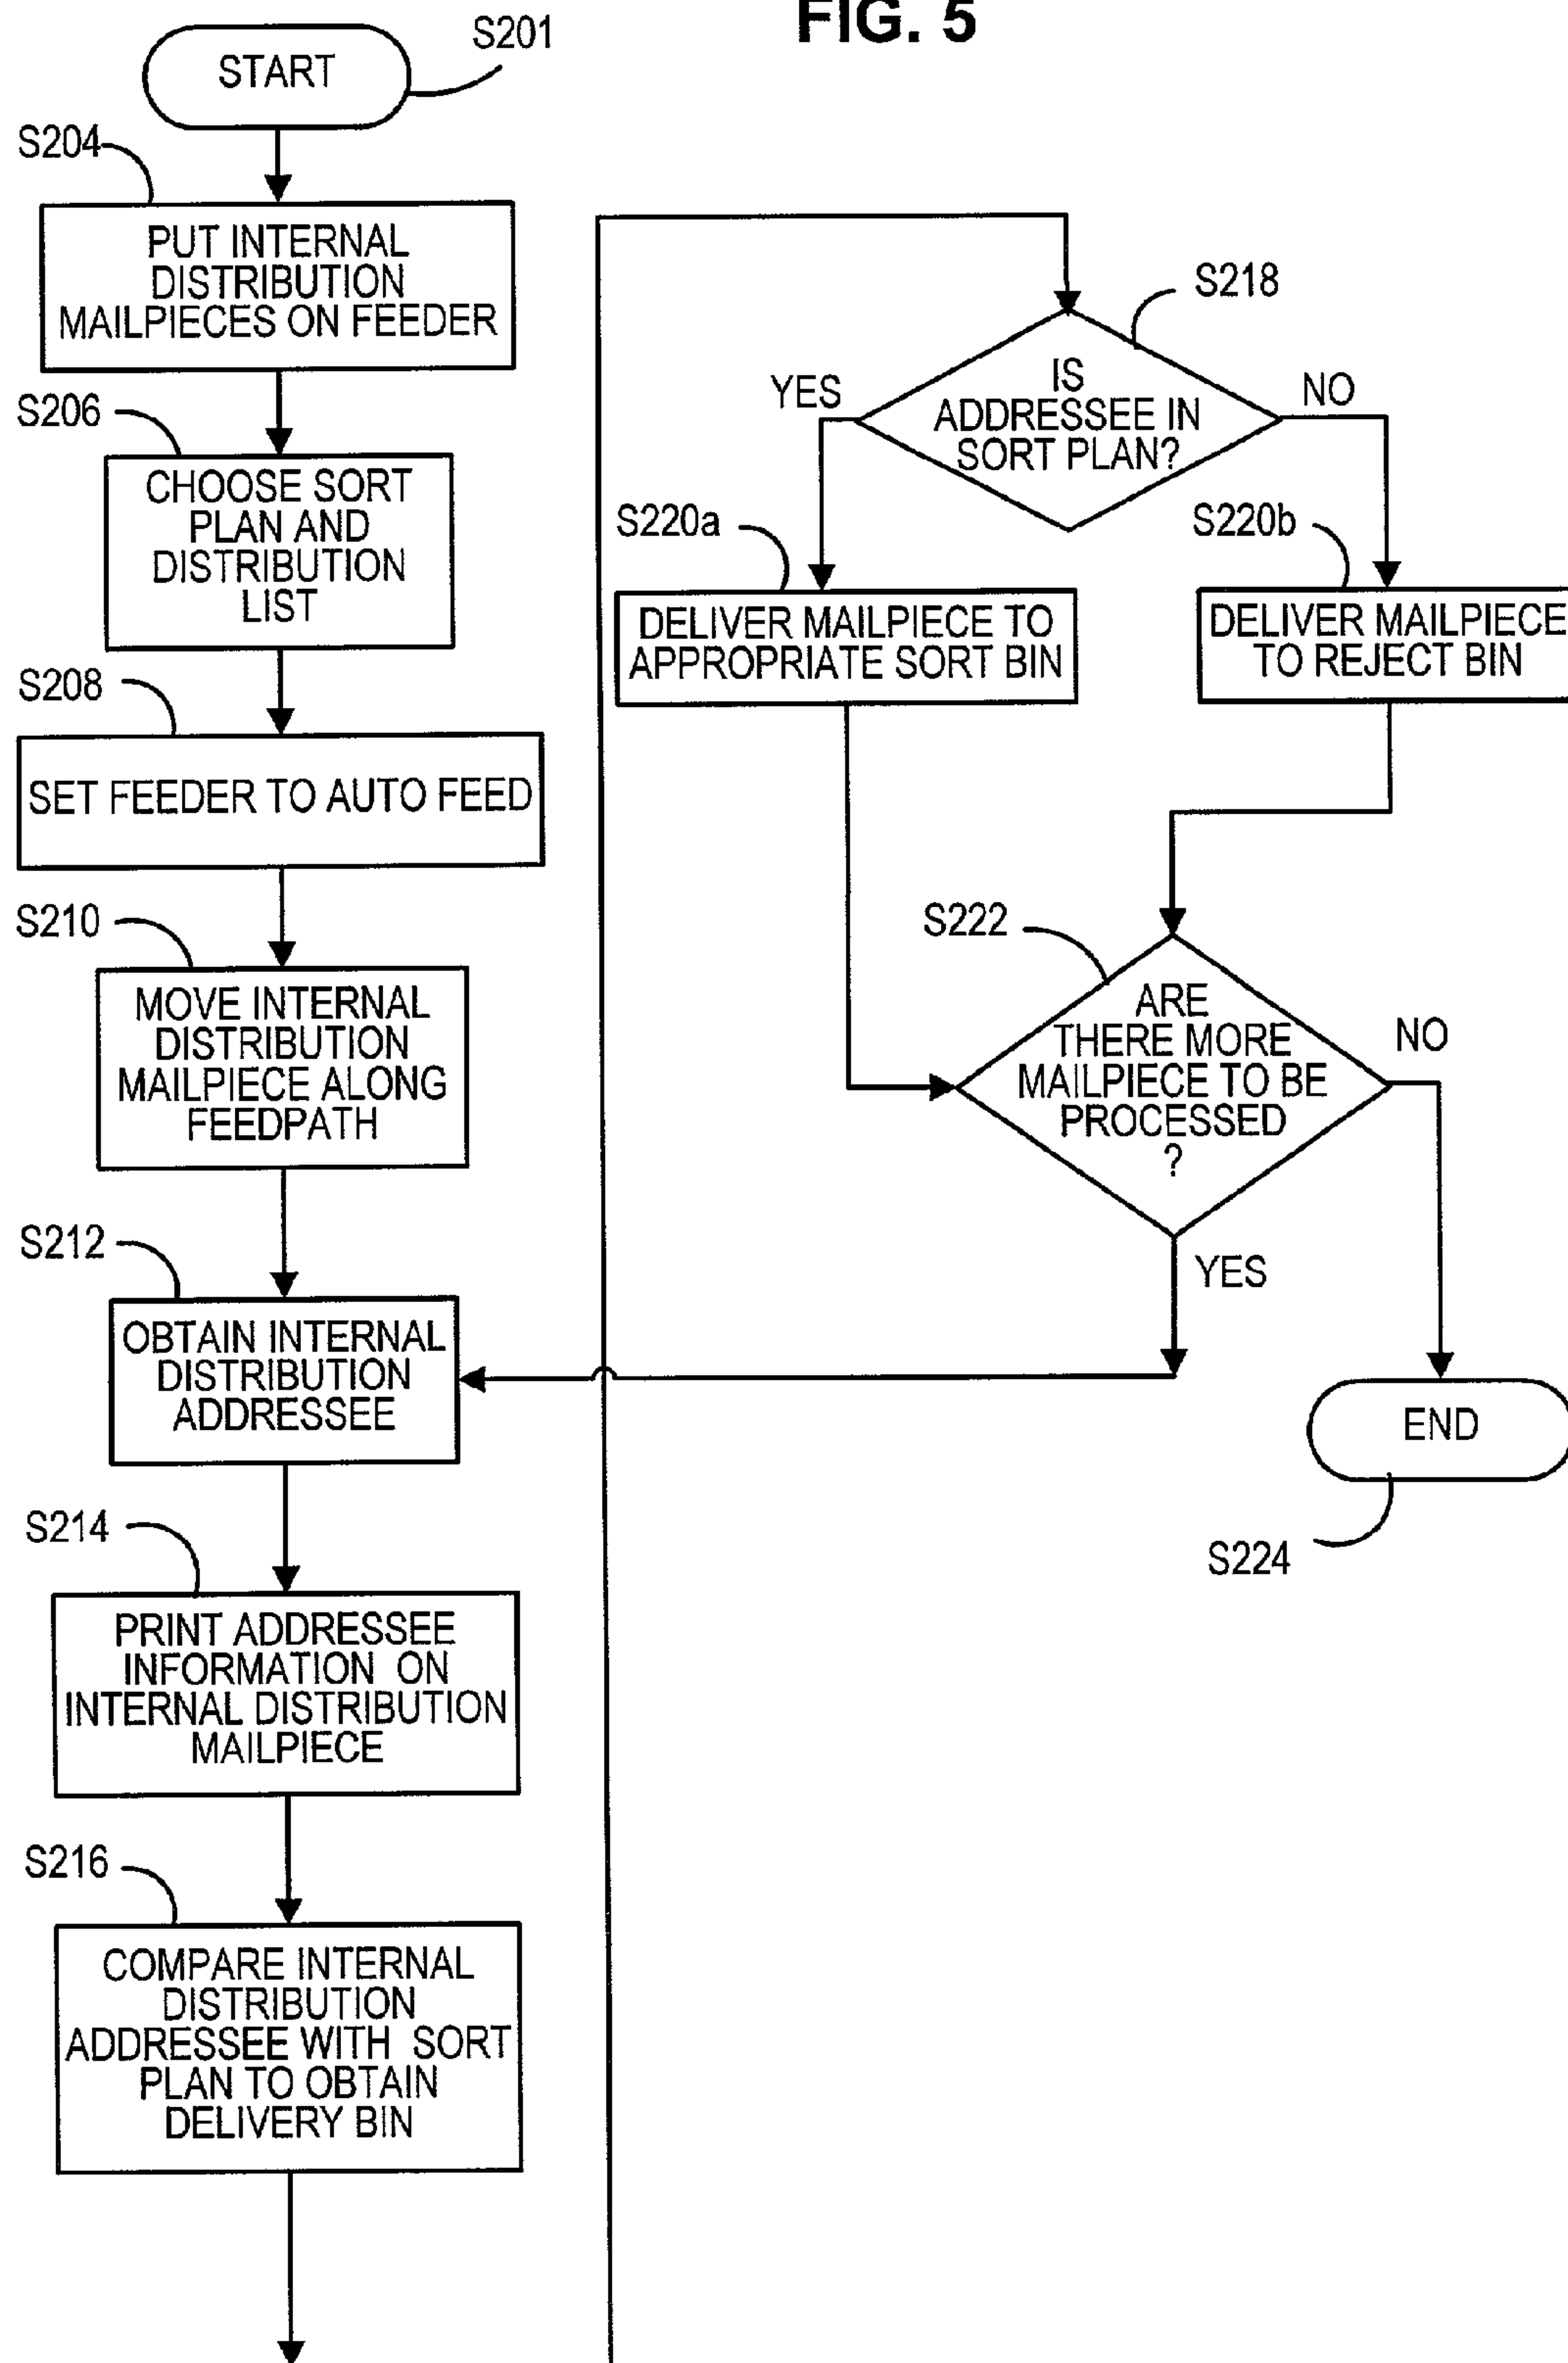 FIG. 5
START
S201
S204
PUT INTERNAL
DISTRIBUTION
MAILPIECES ON FEEDER
S206
CHOOSE SORT
PLAN AND
DISTRIBUTION
LIST
S208
SET FEEDER TO AUTO FEED
S210
MOVE INTERNAL
DISTRIBUTION
MAILPIECE ALONG
FEEDPATH
S212
OBTAIN INTERNAL
DISTRIBUTION
ADDRESSEE
S214
PRINT ADDRESSEE
INFORMATION ON
INTERNAL DISTRIBUTION
MAILPIECE
S216
COMPARE INTERNAL
DISTRIBUTION
ADDRESSEE WITH SORT
PLAN TO OBTAIN
DELIVERY BIN
S218
IS
ADDRESSEE IN
SORT PLAN?
YES
NO
S220a
DELIVER MAILPIECE TO
APPROPRIATE SORT BIN
S220b
DELIVER MAILPIECE
TO REJECT BIN
S222
ARE
THERE MORE
MAILPIECE TO BE
PROCESSED
?
NO
YES
END
S224